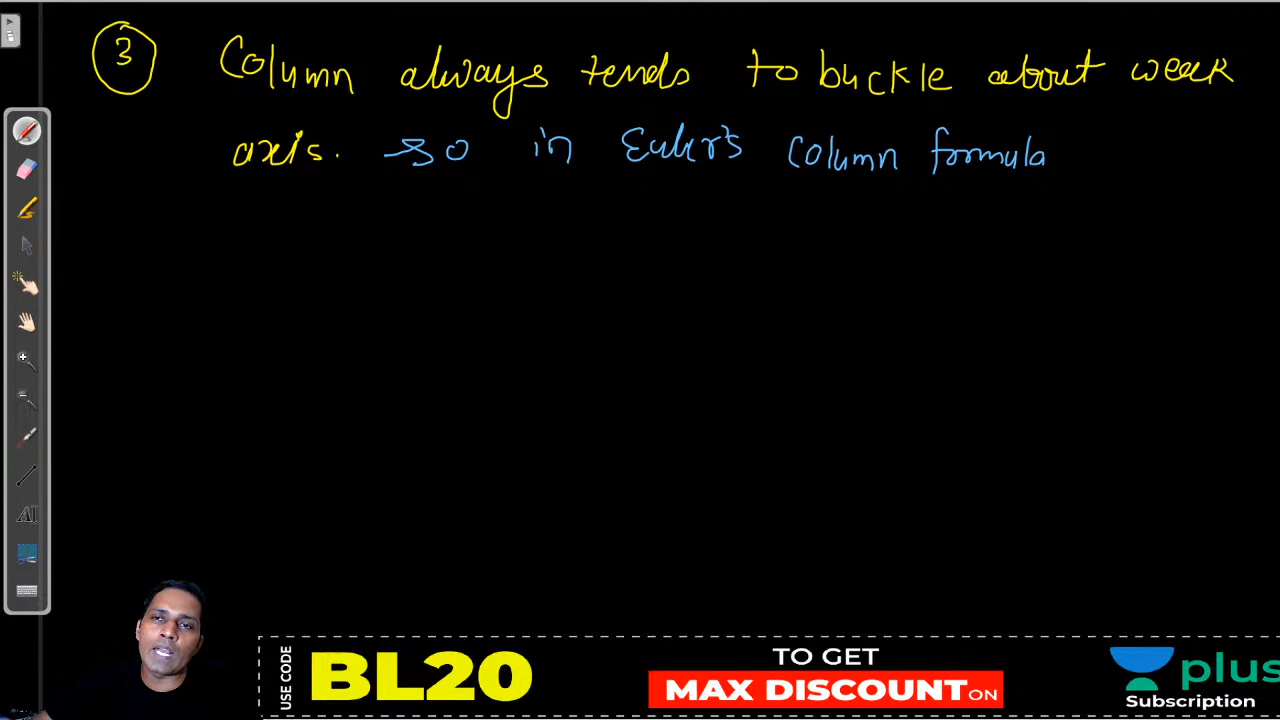 3 Column always tends to buckle about weak
axis. → so in Euler's column formula
AI
USE CODE
BL20
TO GET
MAX DISCOUNT ON
plus
Subscription